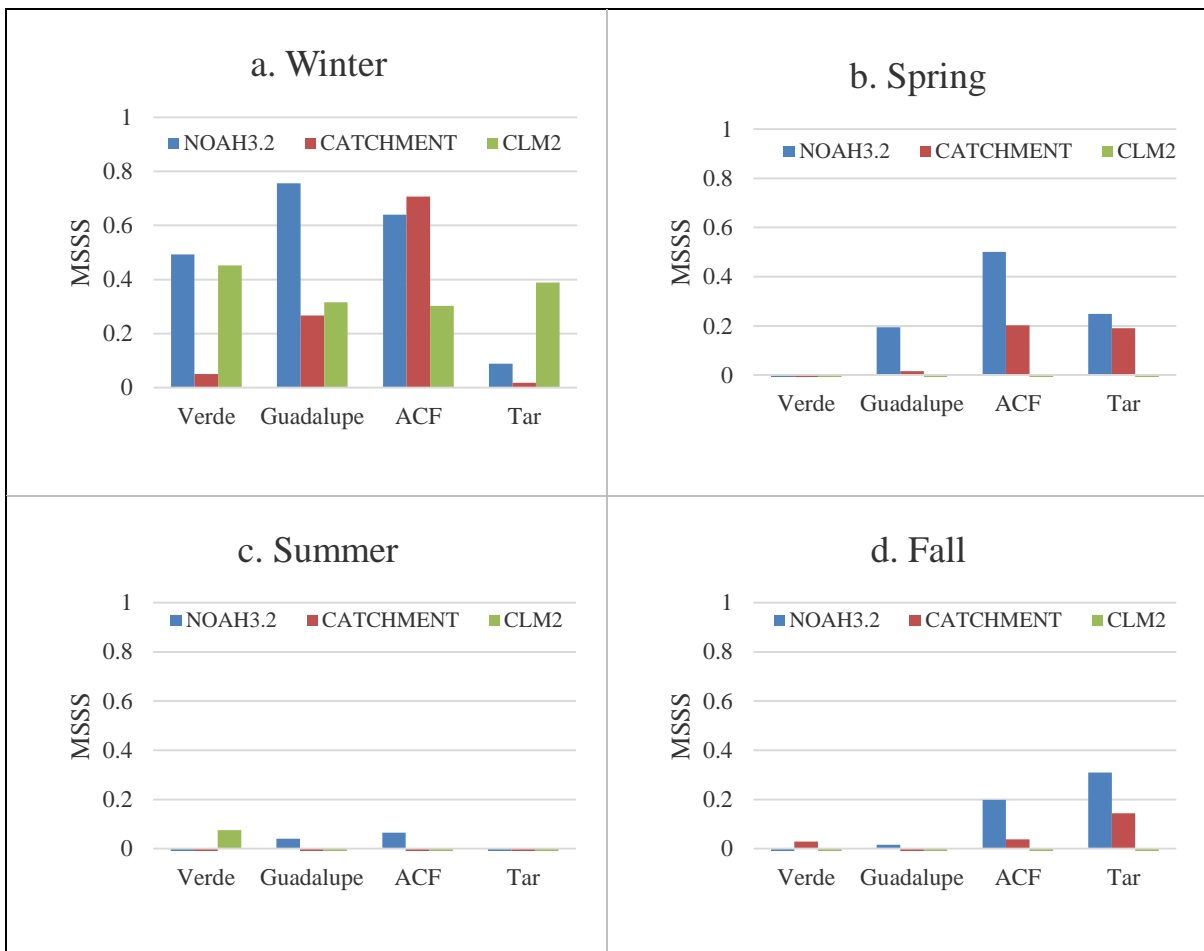 a. Winter
1
NOAH3.2 CATCHMENT CLM2
0.8
0.6
0.4
0.2
0
MSSS
Verde Guadalupe ACF Tar
b. Spring
1
NOAH3.2 CATCHMENT CLM2
0.8
0.6
0.4
0.2
0
MSSS
Verde Guadalupe ACF Tar
c. Summer
1
NOAH3.2 CATCHMENT CLM2
0.8
0.6
0.4
0.2
0
MSSS
Verde Guadalupe ACF Tar
d. Fall
1
NOAH3.2 CATCHMENT CLM2
0.8
0.6
0.4
0.2
0
MSSS
Verde Guadalupe ACF Tar